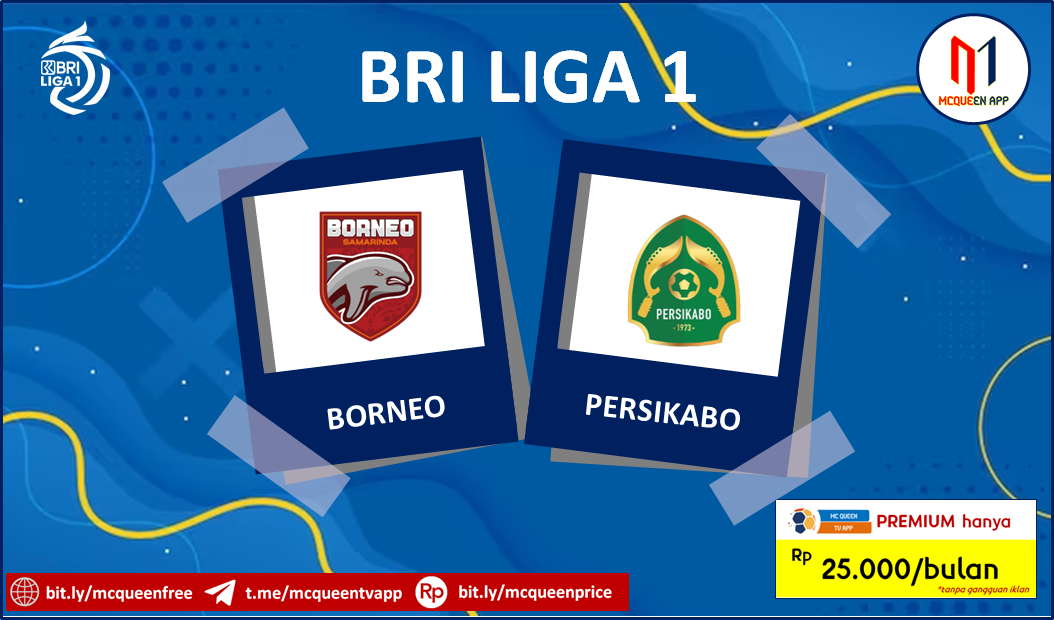 BRI
LIGA 1
BRI LIGA 1
MCQUEEN APP
BORNEO
SAMARINDA
PERSIKABO
·1973·
BORNEO
PERSIKABO
MC QUEEN
TU APP
PREMIUM hanya
Rp 25.000/bulan
*tanpa gangguan iklan
bit.ly/mcqueenfree
t.me/mcqueentvapp
Rp
bit.ly/mcqueenprice